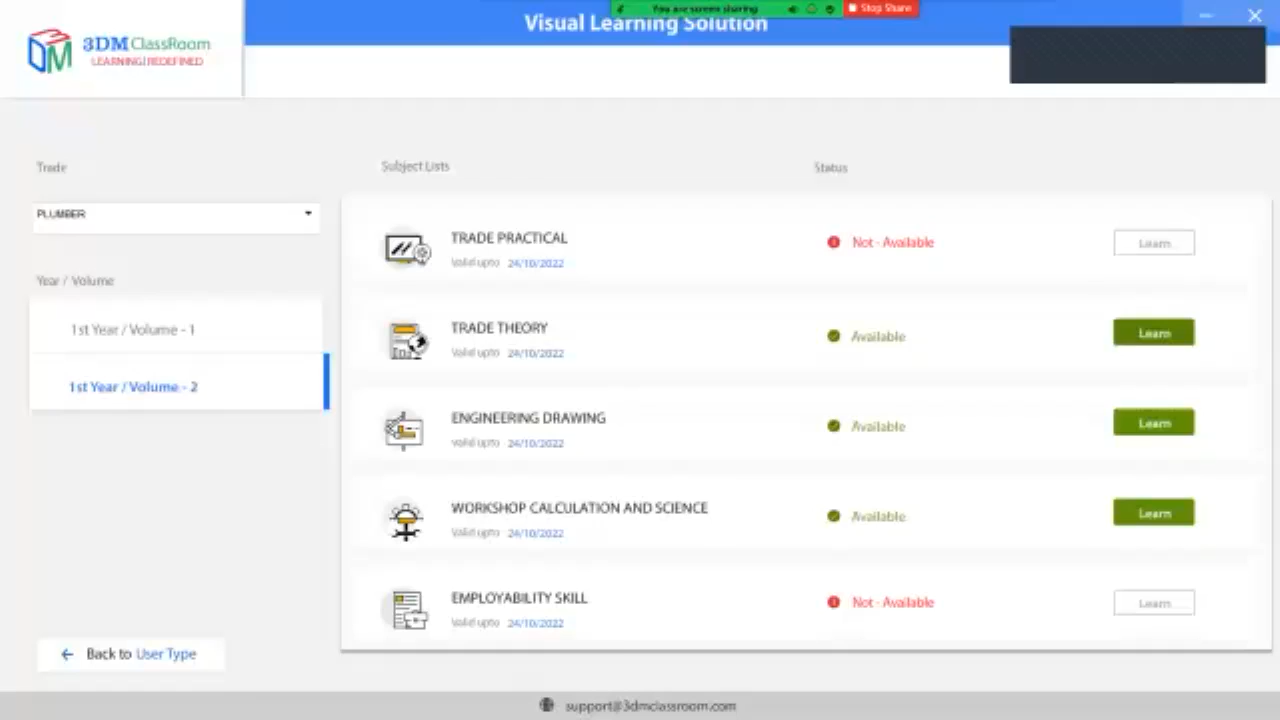 You are screen sharing
Stop Share
Visual Learning Solution
3DM ClassRoom
LEARNING REDEFINED
Trade
Subject Lists
Status
PLUMBER
TRADE PRACTICAL
Valid upto 24/10/2022
Not - Available
Learn
Year / Volume
1st Year / Volume - 1
1st Year / Volume - 2
TRADE THEORY
Valid upto 24/10/2022
Available
Learn
ENGINEERING DRAWING
Valid upto 24/10/2022
Available
Learn
WORKSHOP CALCULATION AND SCIENCE
Valid upto 24/10/2022
Available
Learn
EMPLOYABILITY SKILL
Valid upto 24/10/2022
Not - Available
Learn
Back to User Type
support@3dmclassroom.com